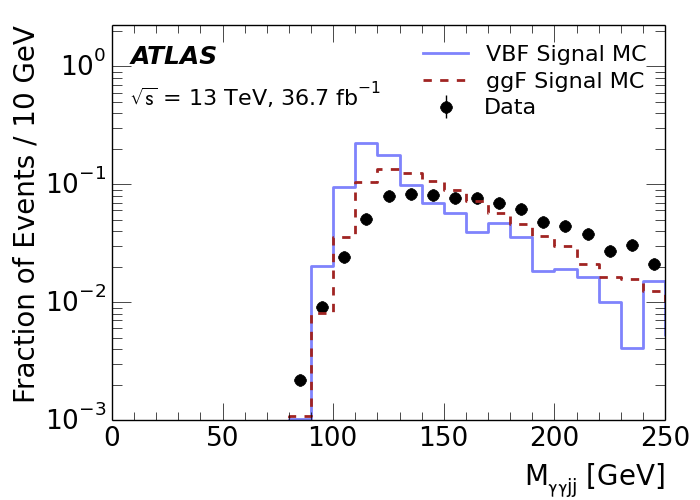 Fraction of Events / 10 GeV
10⁰
10⁻¹
10⁻²
10⁻³
ATLAS
√s = 13 TeV, 36.7 fb⁻¹
VBF Signal MC
ggF Signal MC
Data
0 50 100 150 200 250
M_γγjj [GeV]